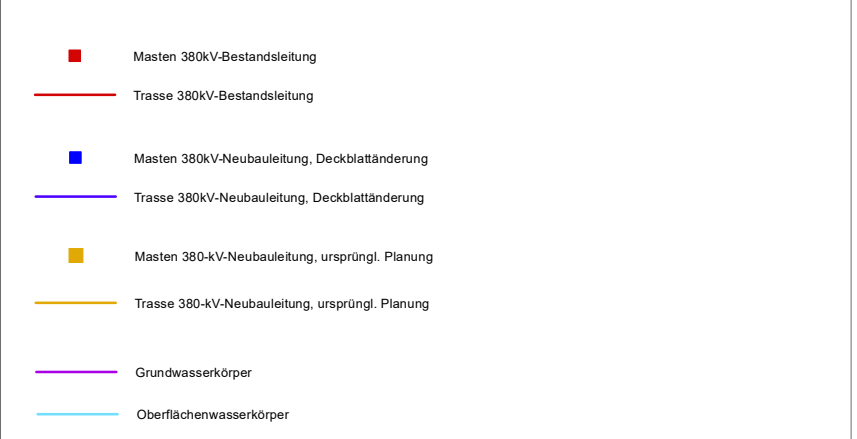 Masten 380kV-Bestandsleitung
Trasse 380kV-Bestandsleitung
Masten 380kV-Neubauleitung, Deckblattänderung
Trasse 380kV-Neubauleitung, Deckblattänderung
Masten 380-kV-Neubauleitung, ursprüngl. Planung
Trasse 380-kV-Neubauleitung, ursprüngl. Planung
Grundwasserkörper
Oberflächenwasserkörper